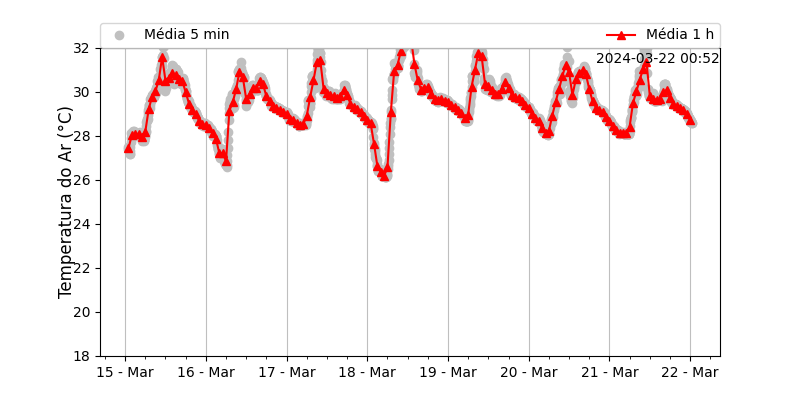 Média 5 min
Média 1 h
2024-03-22 00:52
Temperatura do Ar (°C)
32
30
28
26
24
22
20
18
15 - Mar
16 - Mar
17 - Mar
18 - Mar
19 - Mar
20 - Mar
21 - Mar
22 - Mar